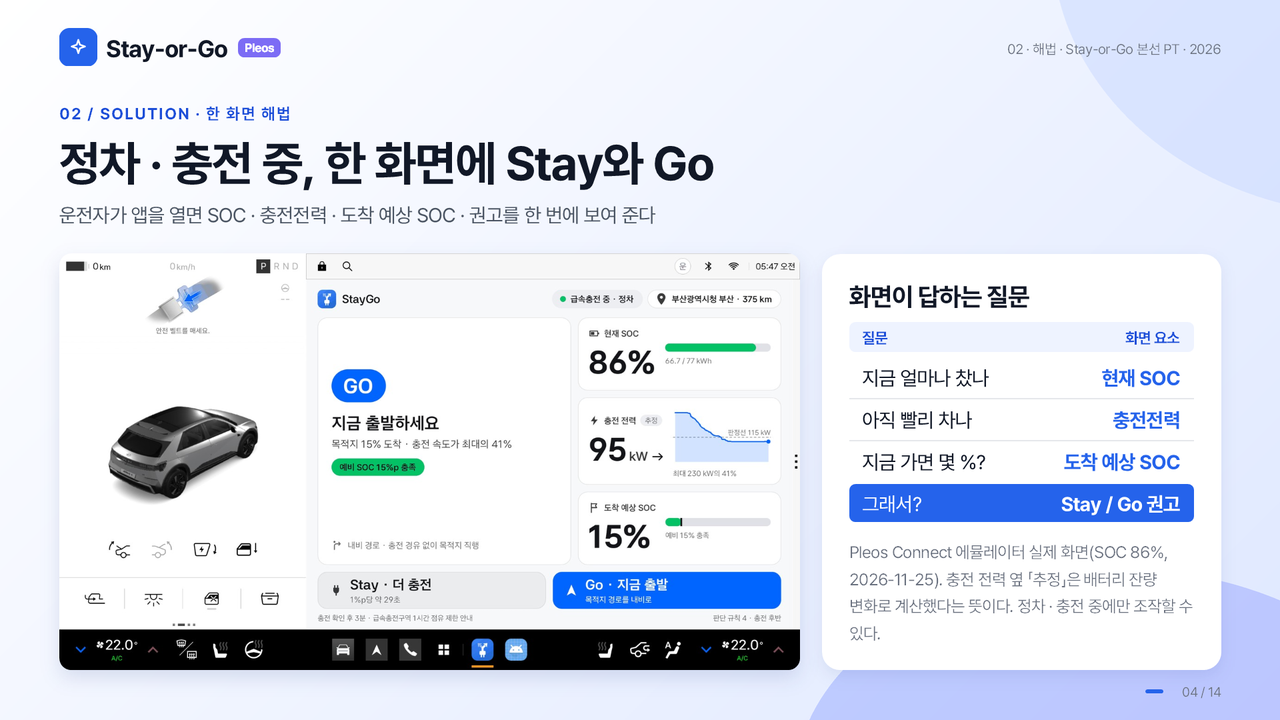 Stay-or-Go Pleos
02 · 해법 · Stay-or-Go 본선 PT · 2026
02 / SOLUTION · 한 화면 해법
정차 · 충전 중, 한 화면에 Stay와 Go
운전자가 앱을 열면 SOC · 충전전력 · 도착 예상 SOC · 권고를 한 번에 보여 준다
0 km
0 km/h
P R N D
--
안전 벨트를 매세요.
운
05:47 오전
StayGo
급속충전 중 · 정차
부산광역시청 부산 · 375 km
GO
지금 출발하세요
목적지 15% 도착 · 충전 속도가 최대의 41%
예비 SOC 15%p 충족
내비 경로 · 충전 경유 없이 목적지 직행
현재 SOC
86%
66.7 / 77 kWh
충전 전력 추정
95 kW →
판정선 115 kW
최대 230 kW의 41%
도착 예상 SOC
15%
예비 15% 충족
Stay · 더 충전
1%p당 약 29초
Go · 지금 출발
목적지 경로를 내비로
충전 확인 후 3분 · 급속충전구역 1시간 점유 제한 안내
판단 규칙 4 · 충전 후반
22.0°
A/C
22.0°
A/C
화면이 답하는 질문
질문 화면 요소
지금 얼마나 찼나 현재 SOC
아직 빨리 차나 충전전력
지금 가면 몇 %? 도착 예상 SOC
그래서? Stay / Go 권고
Pleos Connect 에뮬레이터 실제 화면(SOC 86%,
2026-11-25). 충전 전력 옆 「추정」은 배터리 잔량
변화로 계산했다는 뜻이다. 정차 · 충전 중에만 조작할 수
있다.
04 / 14